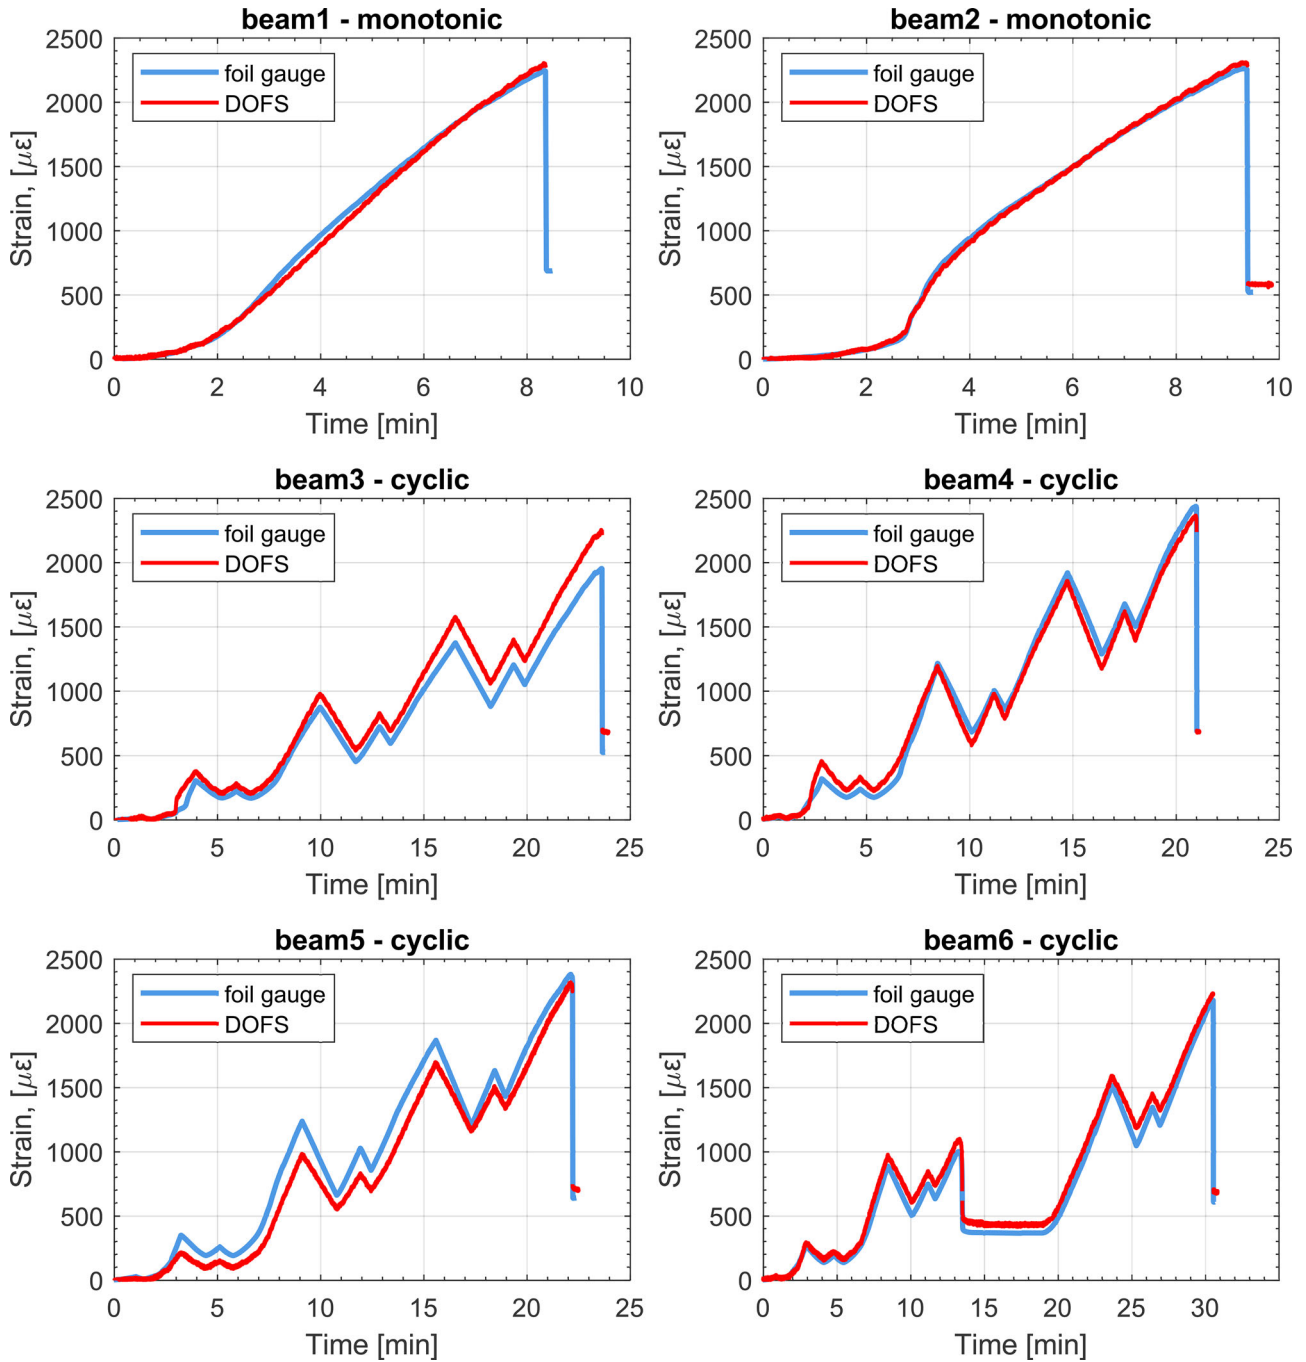 beam1 - monotonic
2500
2000
1500
1000
500
0
Strain, [με]
foil gauge
DOFS
0 2 4 6 8 10
Time [min]
beam2 - monotonic
2500
2000
1500
1000
500
0
Strain, [με]
foil gauge
DOFS
0 2 4 6 8 10
Time [min]
beam3 - cyclic
2500
2000
1500
1000
500
0
Strain, [με]
foil gauge
DOFS
0 5 10 15 20 25
Time [min]
beam4 - cyclic
2500
2000
1500
1000
500
0
Strain, [με]
foil gauge
DOFS
0 5 10 15 20 25
Time [min]
beam5 - cyclic
2500
2000
1500
1000
500
0
Strain, [με]
foil gauge
DOFS
0 5 10 15 20 25
Time [min]
beam6 - cyclic
2500
2000
1500
1000
500
0
Strain, [με]
foil gauge
DOFS
0 5 10 15 20 25 30
Time [min]